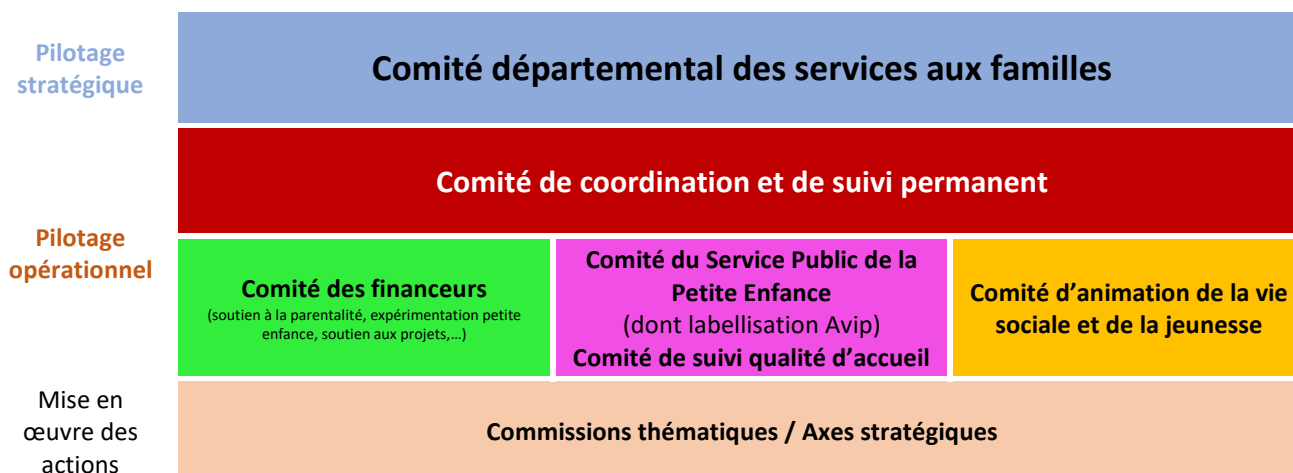 Pilotage
stratégique
Comité départemental des services aux familles
Comité de coordination et de suivi permanent
Pilotage
opérationnel
Comité des financeurs
(soutien à la parentalité, expérimentation petite
enfance, soutien aux projets,…)
Comité du Service Public de la
Petite Enfance
(dont labellisation Avip)
Comité de suivi qualité d’accueil
Comité d’animation de la vie
sociale et de la jeunesse
Mise en
œuvre des
actions
Commissions thématiques / Axes stratégiques